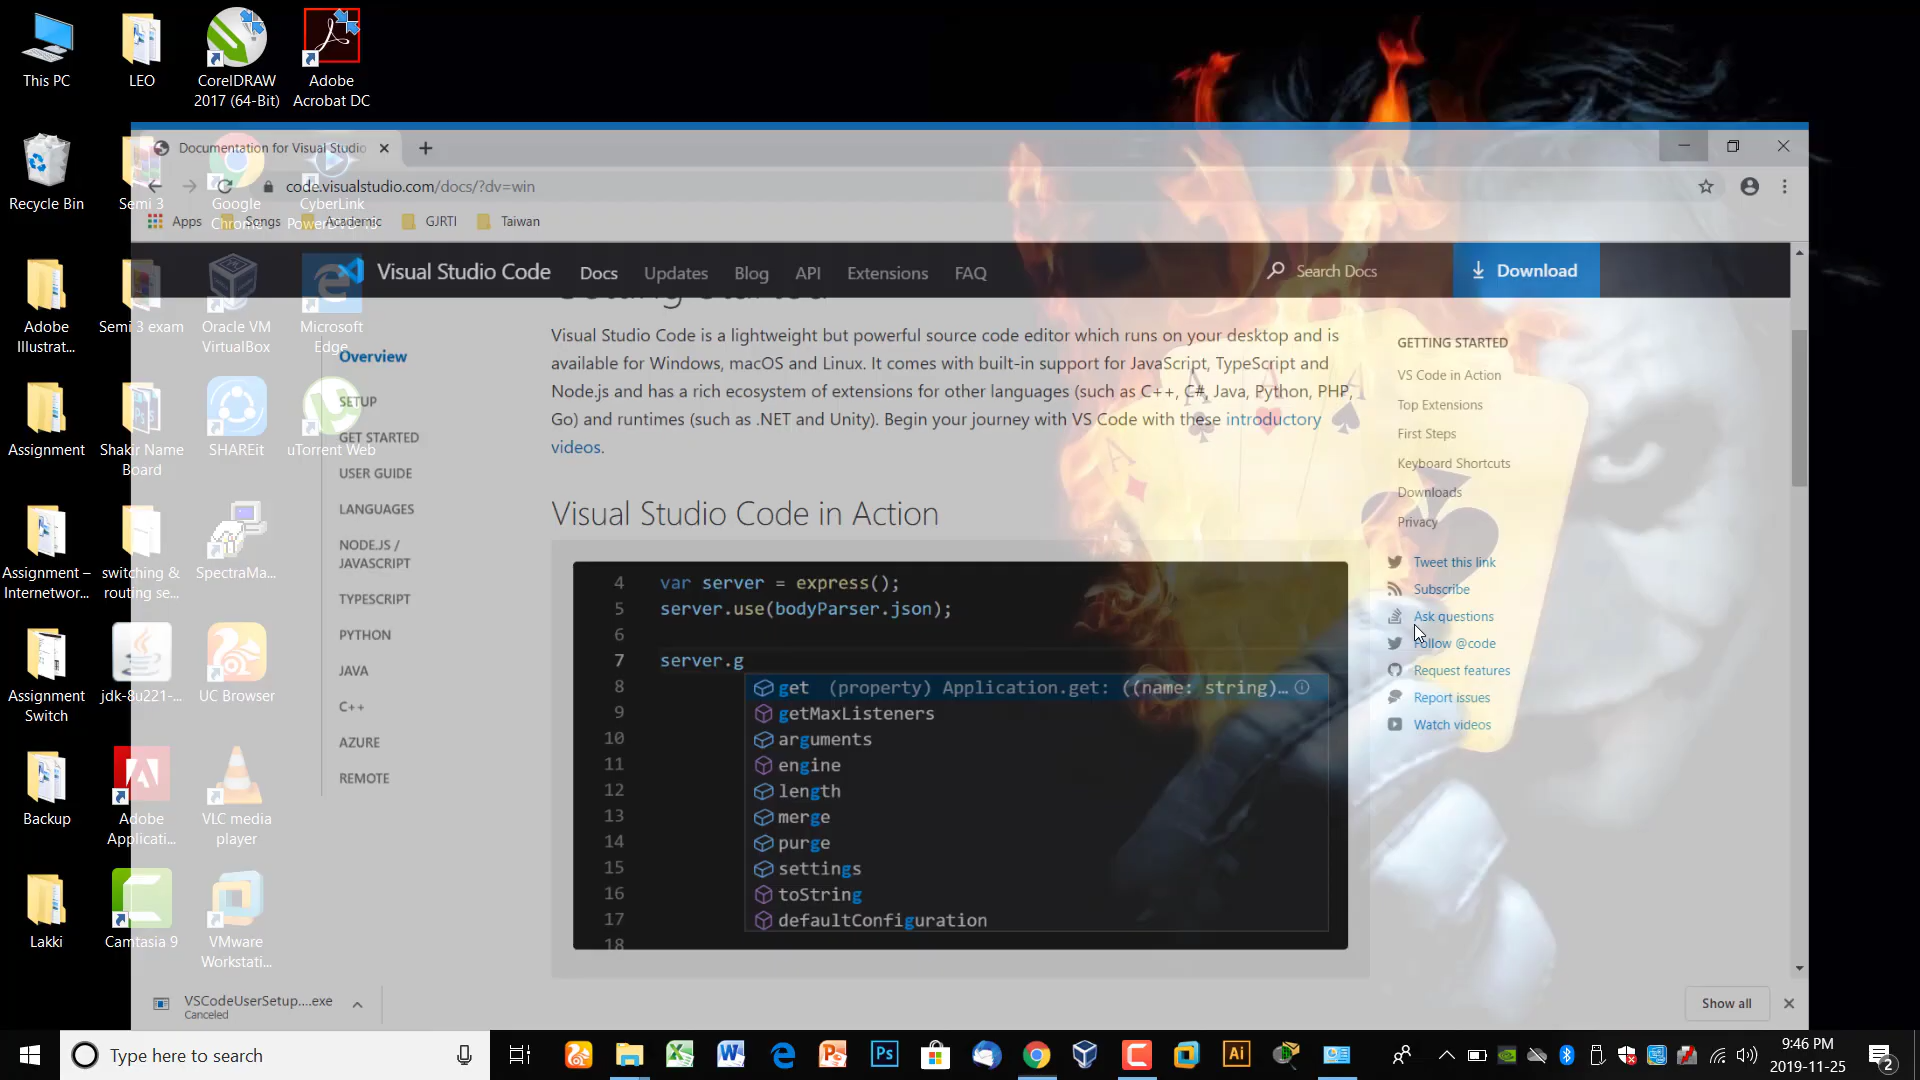 This PC
LEO
CorelDRAW
2017 (64-Bit)
Adobe
Acrobat DC
Documentation for Visual Studio
code.visualstudio.com/docs/?dv=win
Apps
Songs
Academic
GJRTI
Taiwan
Recycle Bin
Semi 3
Google
Chrome
CyberLink
Visual Studio Code
Docs
Updates
Blog
API
Extensions
FAQ
Search Docs
Download
Getting Started
Adobe
Illustrat...
Semi 3 exam
Oracle VM
VirtualBox
Microsoft
Edge
Overview
SETUP
GET STARTED
USER GUIDE
LANGUAGES
NODE.JS /
JAVASCRIPT
TYPESCRIPT
PYTHON
JAVA
C++
AZURE
REMOTE
Visual Studio Code is a lightweight but powerful source code editor which runs on your desktop and is
available for Windows, macOS and Linux. It comes with built-in support for JavaScript, TypeScript and
Node.js and has a rich ecosystem of extensions for other languages (such as C++, C#, Java, Python, PHP,
Go) and runtimes (such as .NET and Unity). Begin your journey with VS Code with these introductory
videos.
Visual Studio Code in Action
4 var server = express();
5 server.use(bodyParser.json);
6
7 server.g
8 get (property) Application.get: ((name: string)...
9 getMaxListeners
10 arguments
11 engine
12 length
13 merge
14 purge
15 settings
16 toString
17 defaultConfiguration
18
GETTING STARTED
VS Code in Action
Top Extensions
First Steps
Keyboard Shortcuts
Downloads
Privacy
Tweet this link
Subscribe
Ask questions
Follow @code
Request features
Report issues
Watch videos
Assignment
Shakir Name
Board
SHAREit
uTorrent Web
Assignment –
Internetwor...
switching &
routing se...
SpectraMa...
Assignment
Switch
jdk-8u221-...
UC Browser
Backup
Adobe
Applicati...
VLC media
player
Lakki
Camtasia 9
VMware
Workstati...
VSCodeUserSetup....exe
Canceled
Show all
Type here to search
9:46 PM
2019-11-25
2